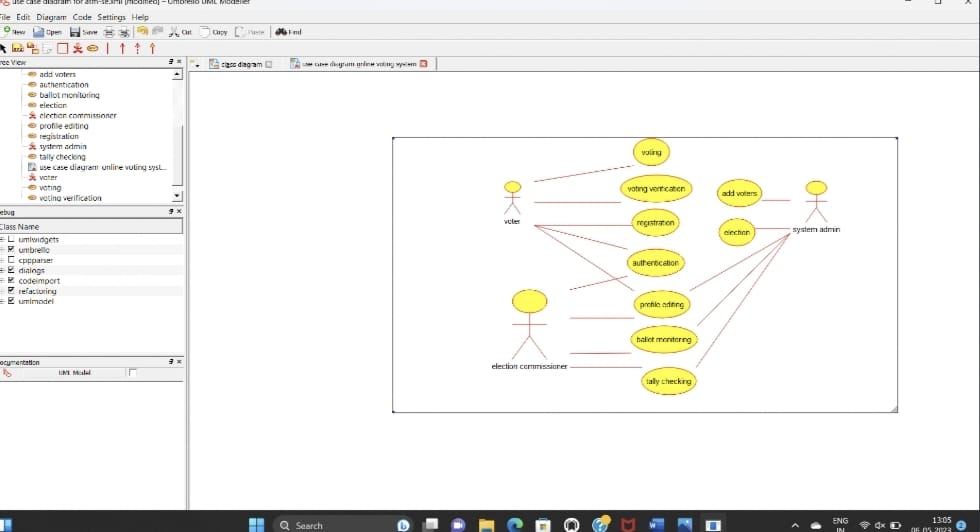 use case diagram for atm-se.xmi [modified] – Umbrello UML Modeller
File Edit Diagram Code Settings Help
New Open Save Cut Copy Paste Find
Tree View
class diagram
use case diagram online voting system
add voters
authentication
ballot monitoring
election
election commissioner
profile editing
registration
system admin
tally checking
use case diagram online voting syst...
voter
voting
voting verification
Debug
Class Name
umlwidgets
umbrello
cppparser
dialogs
codeimport
refactoring
umlmodel
Documentation
UML Model
voting
voting verification
add voters
registration
voter
system admin
election
authentication
profile editing
ballot monitoring
election commissioner
tally checking
Search
ENG
IN
13:05
06-05-2023